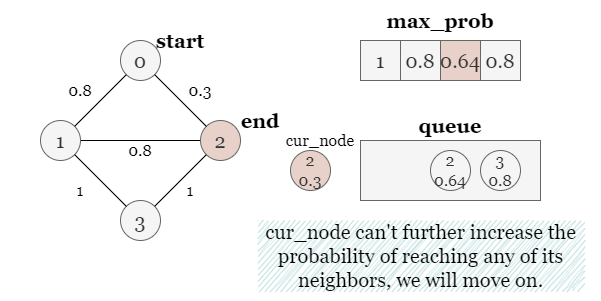 start
max_prob
0
1 0.8 0.64 0.8
0.8
0.3
end
queue
1
2
cur_node
0.8
2
0.3
2
0.64
3
0.8
1
1
3
cur_node can't further increase the
probability of reaching any of its
neighbors, we will move on.